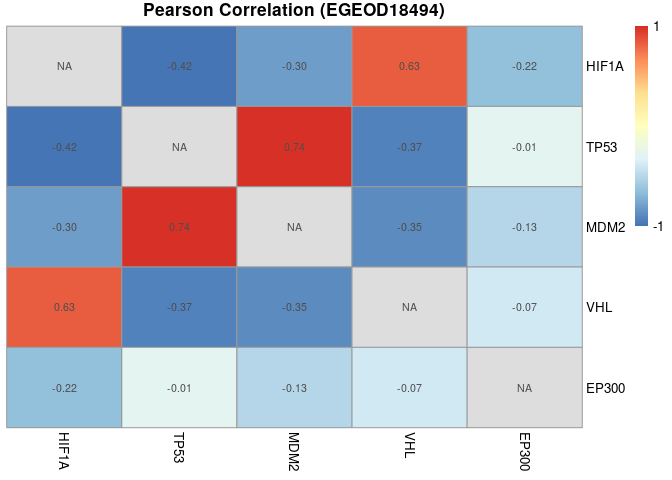 Pearson Correlation (EGEOD18494)
1
NA -0.42 -0.30 0.63 -0.22 HIF1A
-0.42 NA 0.74 -0.37 -0.01 TP53
-0.30 0.74 NA -0.35 -0.13 MDM2
-1
0.63 -0.37 -0.35 NA -0.07 VHL
-0.22 -0.01 -0.13 -0.07 NA EP300
HIF1A TP53 MDM2 VHL EP300